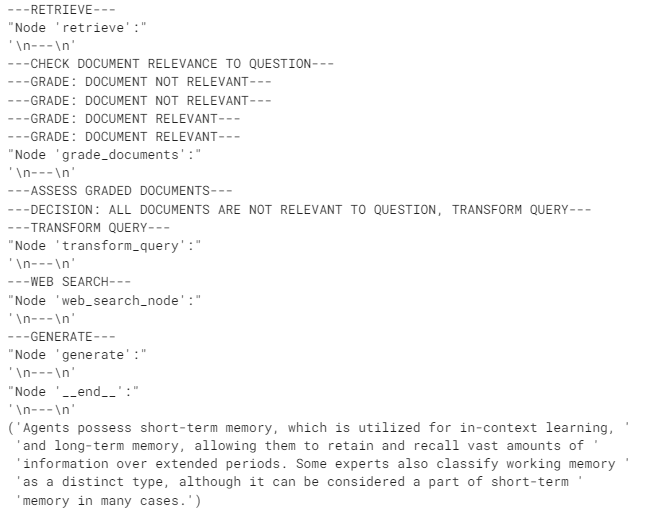 ---RETRIEVE---
"Node 'retrieve':"
'\n---\n'
---CHECK DOCUMENT RELEVANCE TO QUESTION---
---GRADE: DOCUMENT NOT RELEVANT---
---GRADE: DOCUMENT NOT RELEVANT---
---GRADE: DOCUMENT RELEVANT---
---GRADE: DOCUMENT RELEVANT---
"Node 'grade_documents':"
'\n---\n'
---ASSESS GRADED DOCUMENTS---
---DECISION: ALL DOCUMENTS ARE NOT RELEVANT TO QUESTION, TRANSFORM QUERY---
---TRANSFORM QUERY---
"Node 'transform_query':"
'\n---\n'
---WEB SEARCH---
"Node 'web_search_node':"
'\n---\n'
---GENERATE---
"Node 'generate':"
'\n---\n'
"Node '__end__':"
'\n---\n'
('Agents possess short-term memory, which is utilized for in-context learning, '
'and long-term memory, allowing them to retain and recall vast amounts of '
'information over extended periods. Some experts also classify working memory '
'as a distinct type, although it can be considered a part of short-term '
'memory in many cases.')